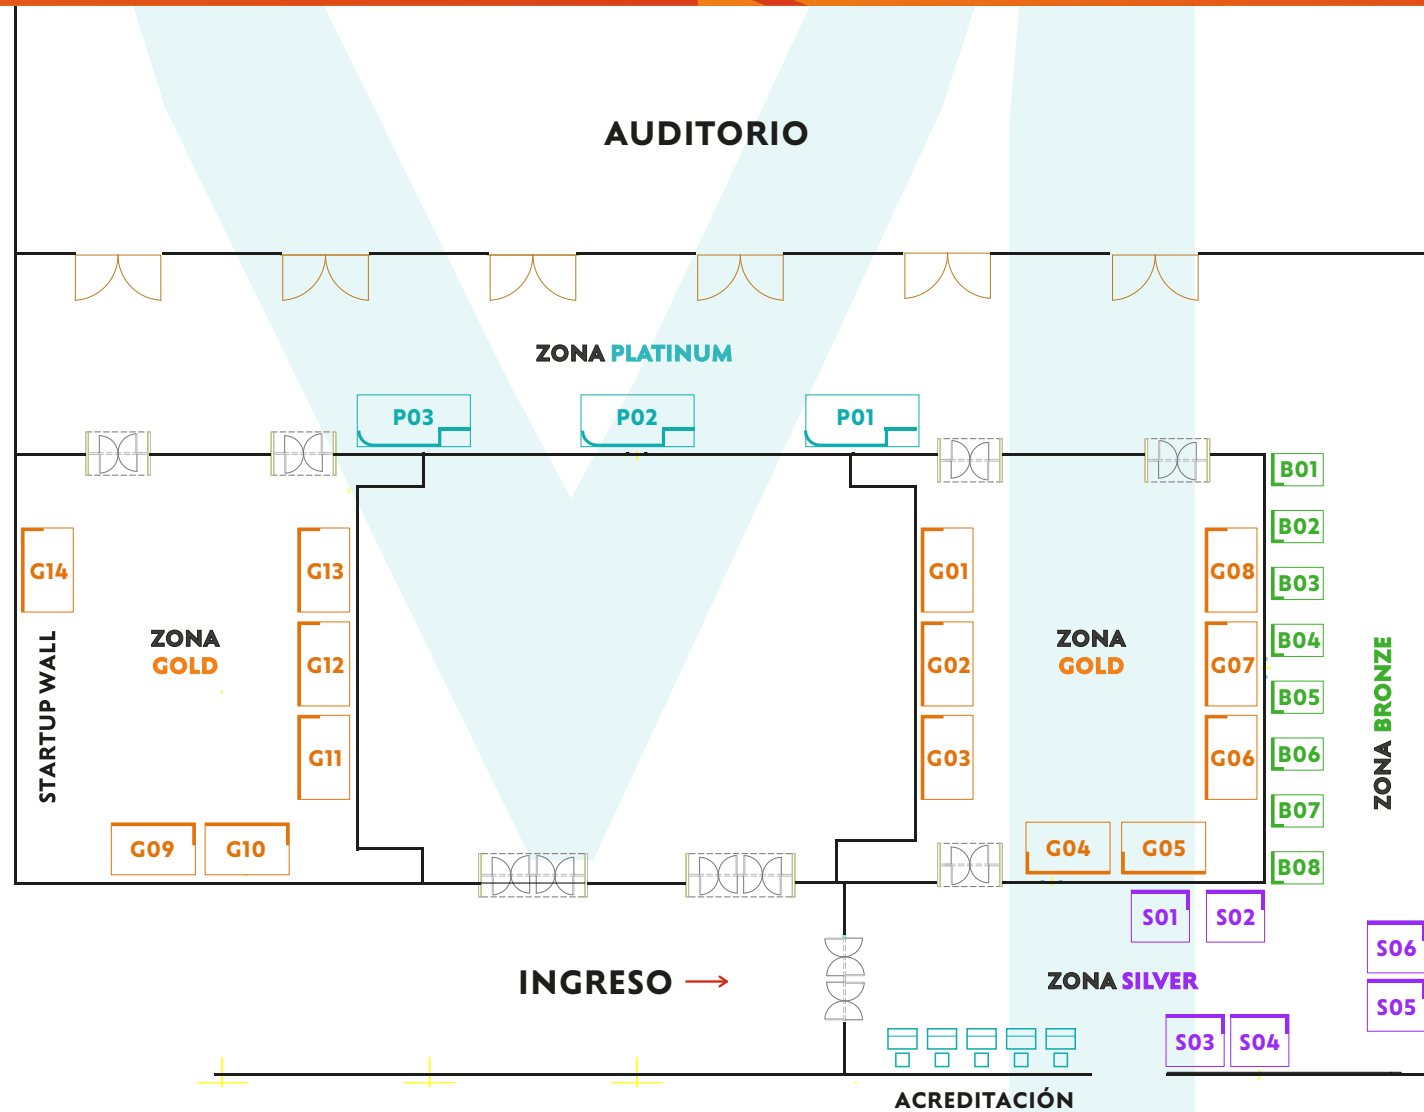 AUDITORIO
ZONA PLATINUM
P03
P02
P01
B01
B02
B03
B04
B05
B06
B07
B08
G14
G13
G12
G11
G09
G10
STARTUP WALL
ZONA
GOLD
G01
G02
G03
G08
G07
G06
G04
G05
ZONA
GOLD
ZONA BRONZE
S01
S02
S06
S05
S03
S04
ZONA SILVER
INGRESO
ACREDITACIÓN